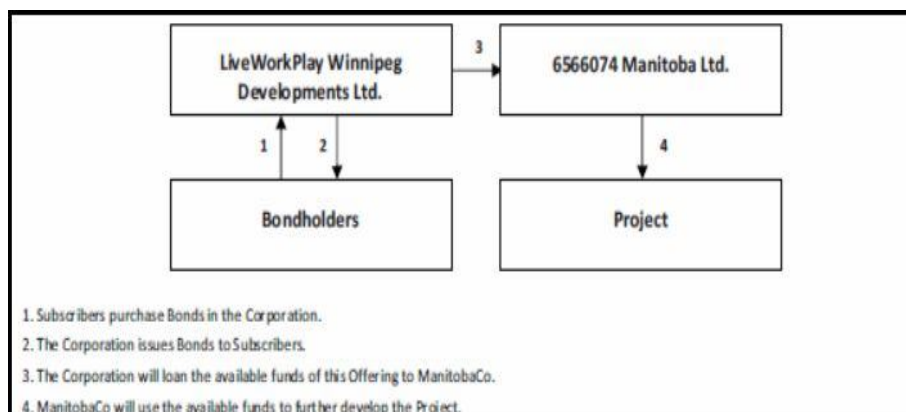 LiveWorkPlay Winnipeg
Developments Ltd.
3
6566074 Manitoba Ltd.
1
2
4
Bondholders
Project
1. Subscribers purchase Bonds in the Corporation.
2. The Corporation issues Bonds to Subscribers.
3. The Corporation will loan the available funds of this Offering to ManitobaCo.
4. ManitobaCo will use the available funds to further develop the Project.